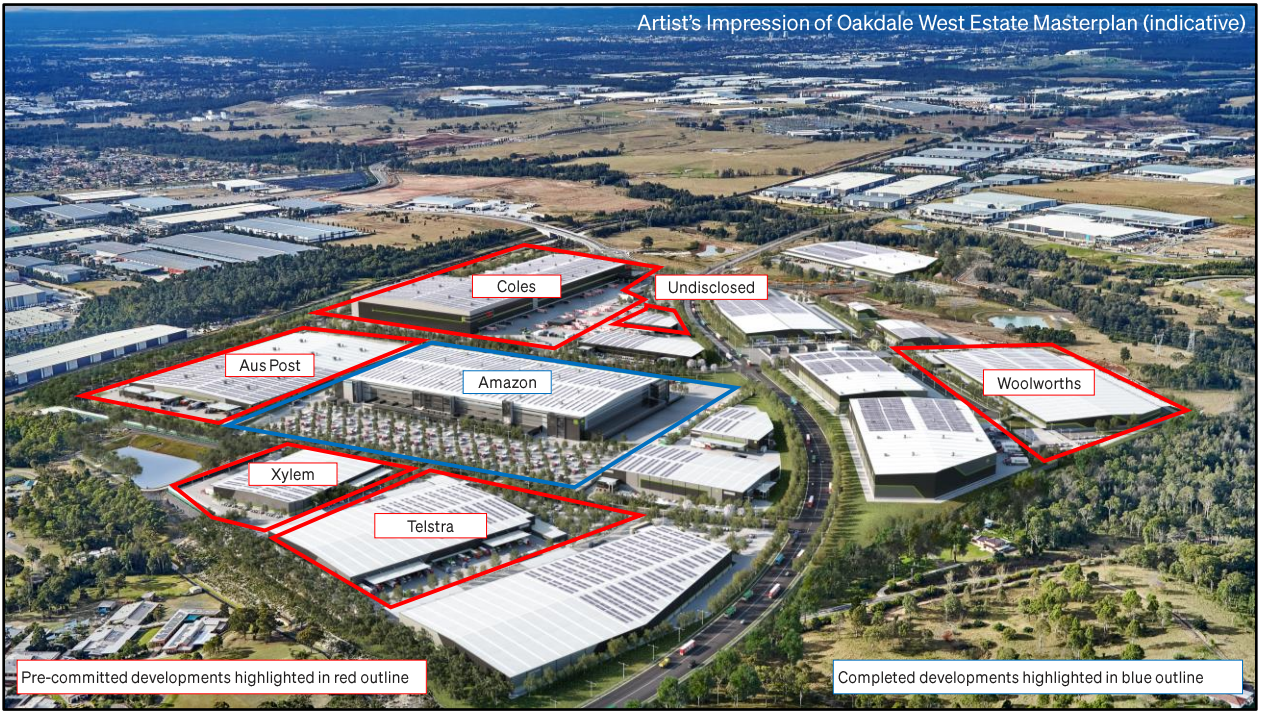 Artist's Impression of Oakdale West Estate Masterplan (indicative)
Coles
Undisclosed
Aus Post
Amazon
Woolworths
Xylem
Telstra
Pre-committed developments highlighted in red outline
Completed developments highlighted in blue outline